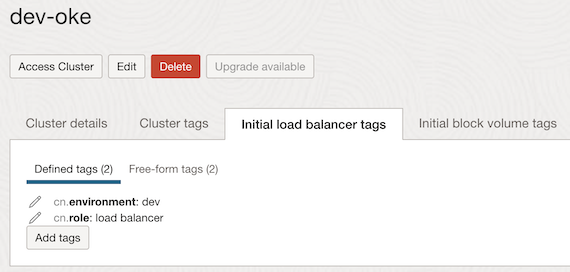 dev-oke
Access Cluster Edit Delete Upgrade available
Cluster details Cluster tags Initial load balancer tags Initial block volume tags
Defined tags (2) Free-form tags (2)
cn.environment: dev
cn.role: load balancer
Add tags